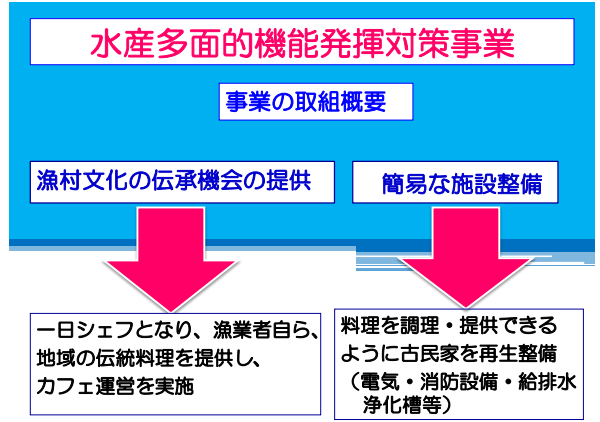 水産多面的機能発揮対策事業
事業の取組概要
漁村文化の伝承機会の提供
簡易な施設整備
一日シェフとなり、漁業者自ら、
地域の伝統料理を提供し、
カフェ運営を実施
料理を調理・提供できる
ように古民家を再生整備
（電気・消防設備・給排水
浄化槽等）